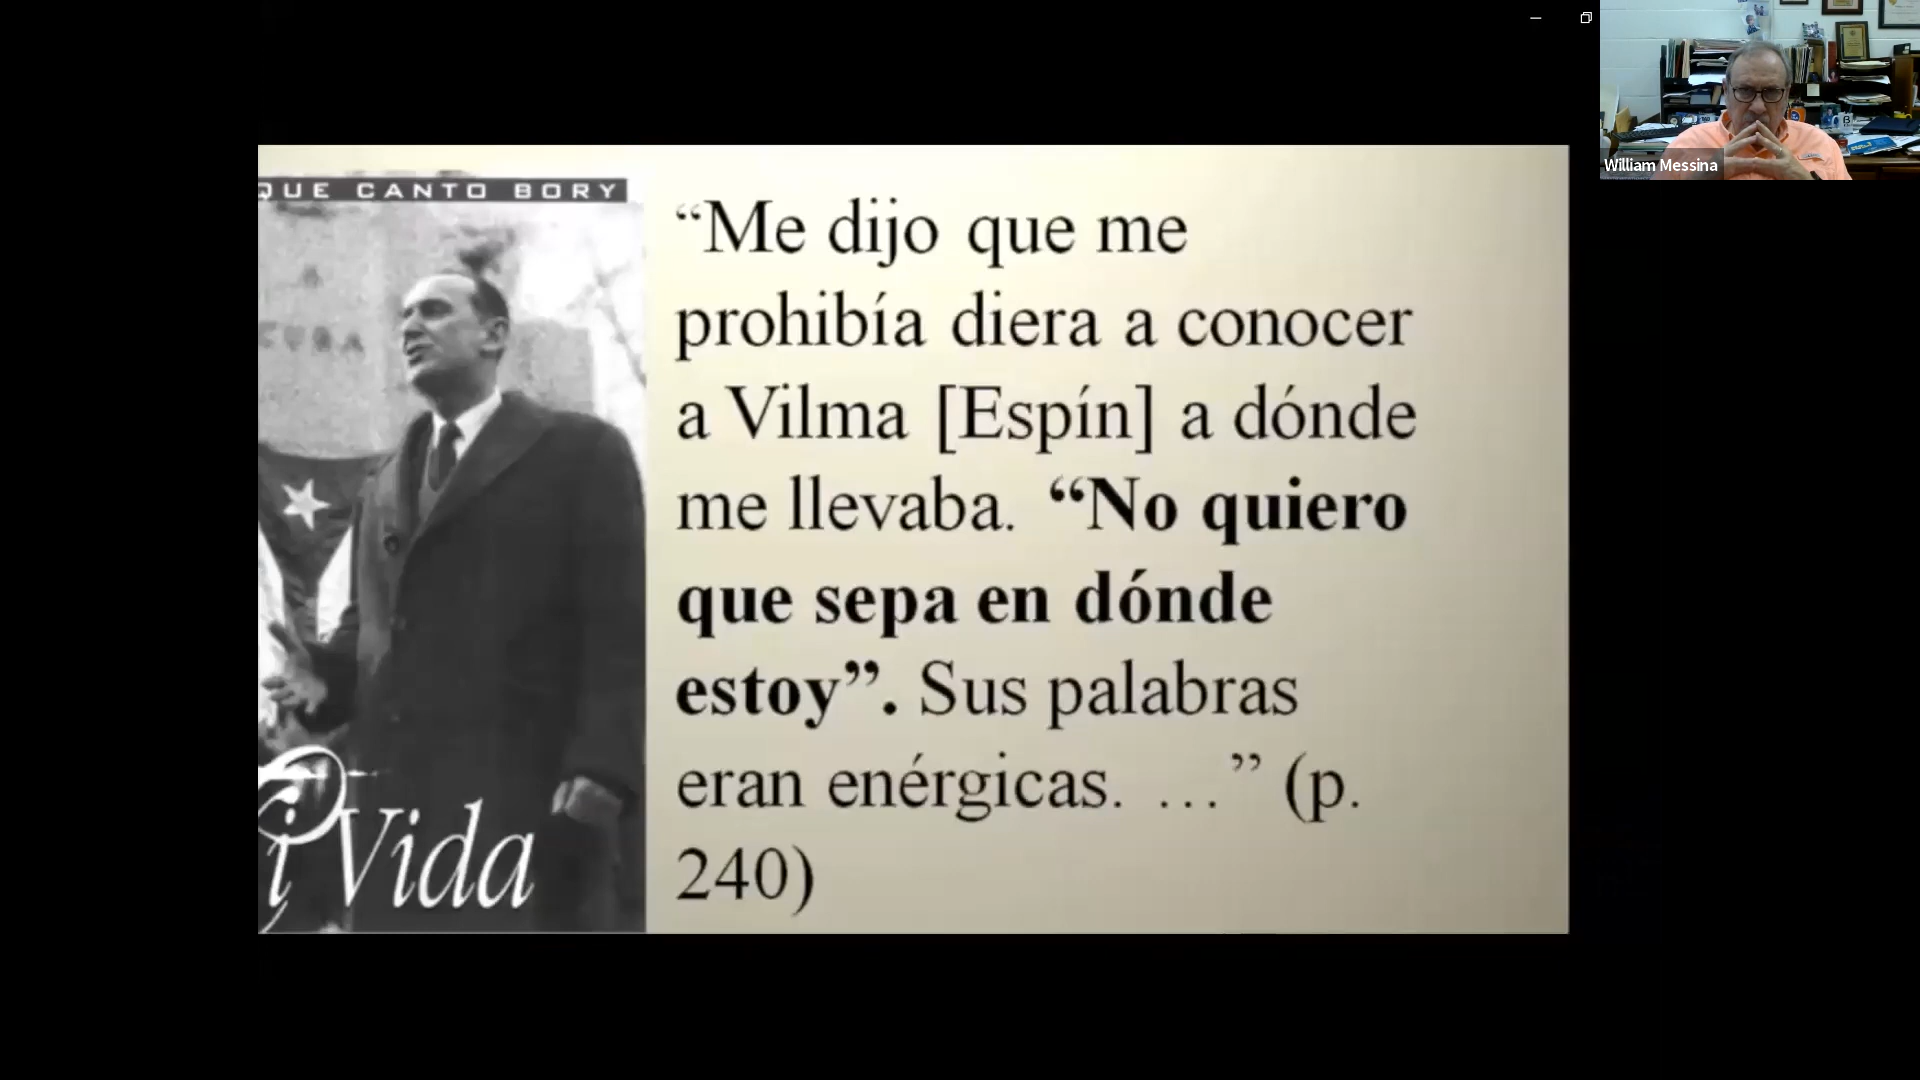 QUE CANTO BORY
CUBA
i Vida
“Me dijo que me
prohibía diera a conocer
a Vilma [Espín] a dónde
me llevaba. “No quiero
que sepa en dónde
estoy”. Sus palabras
eran enérgicas. …” (p.
240)
William Messina